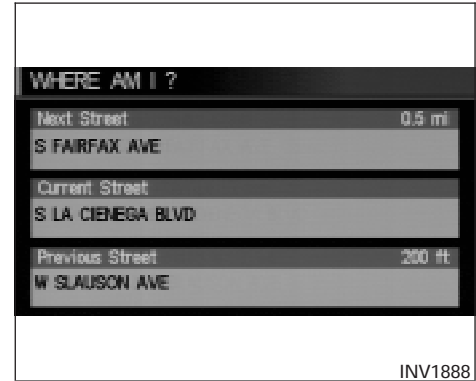 WHERE AM I ?
Next Street 0.5 mi
S FAIRFAX AVE
Current Street
S LA CIENEGA BLVD
Previous Street 200 ft
W SLAUSON AVE
INV1888